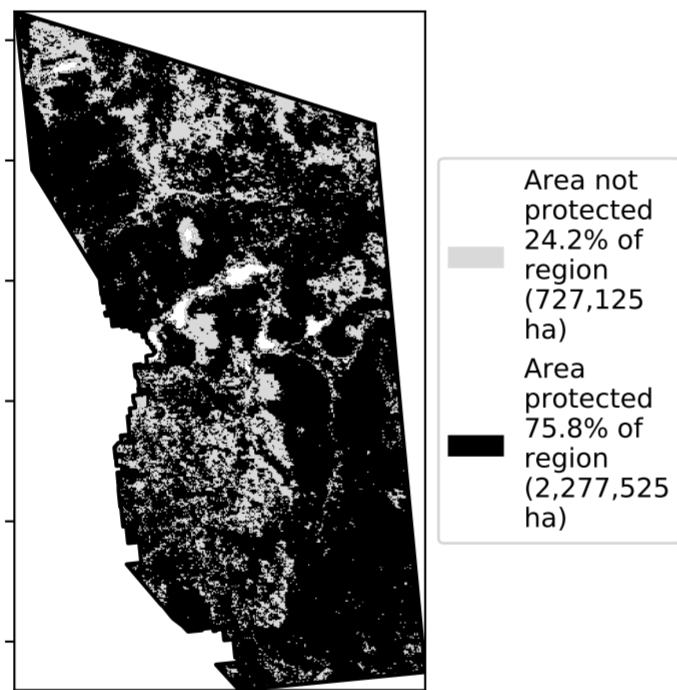 Area not
protected
24.2% of
region
(727,125
ha)
Area
protected
75.8% of
region
(2,277,525
ha)